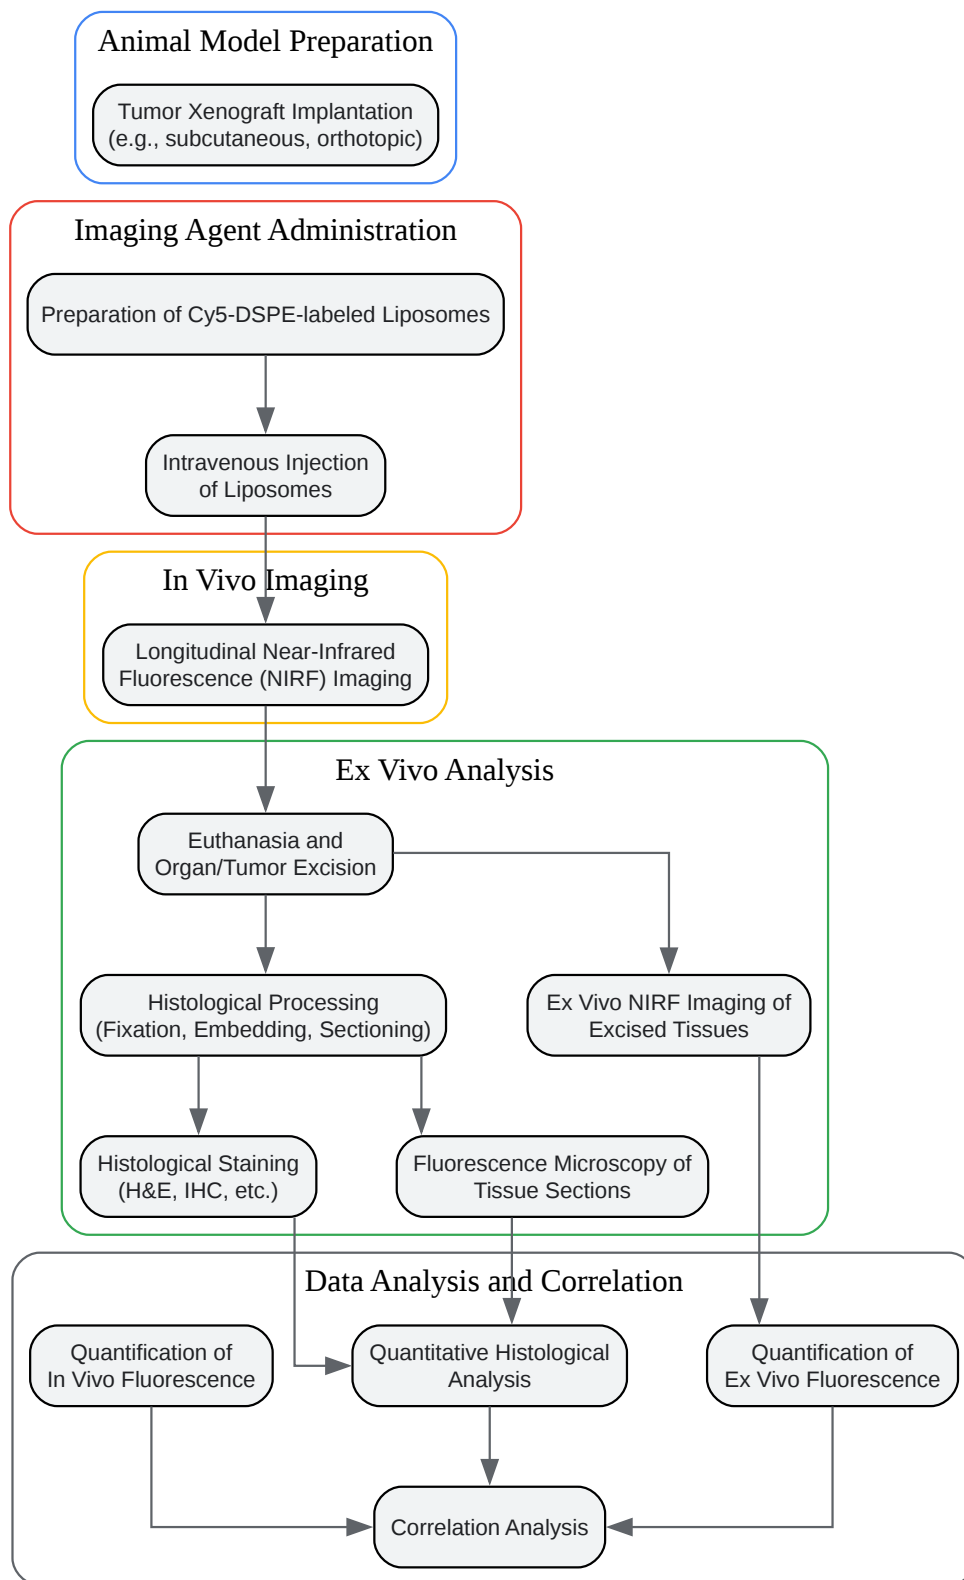 Animal Model Preparation
Tumor Xenograft Implantation
(e.g., subcutaneous, orthotopic)
Imaging Agent Administration
Preparation of Cy5-DSPE-labeled Liposomes
Intravenous Injection
of Liposomes
In Vivo Imaging
Longitudinal Near-Infrared
Fluorescence (NIRF) Imaging
Ex Vivo Analysis
Euthanasia and
Organ/Tumor Excision
Histological Processing
(Fixation, Embedding, Sectioning)
Ex Vivo NIRF Imaging of
Excised Tissues
Histological Staining
(H&E, IHC, etc.)
Fluorescence Microscopy of
Tissue Sections
Data Analysis and Correlation
Quantification of
In Vivo Fluorescence
Quantitative Histological
Analysis
Quantification of
Ex Vivo Fluorescence
Correlation Analysis